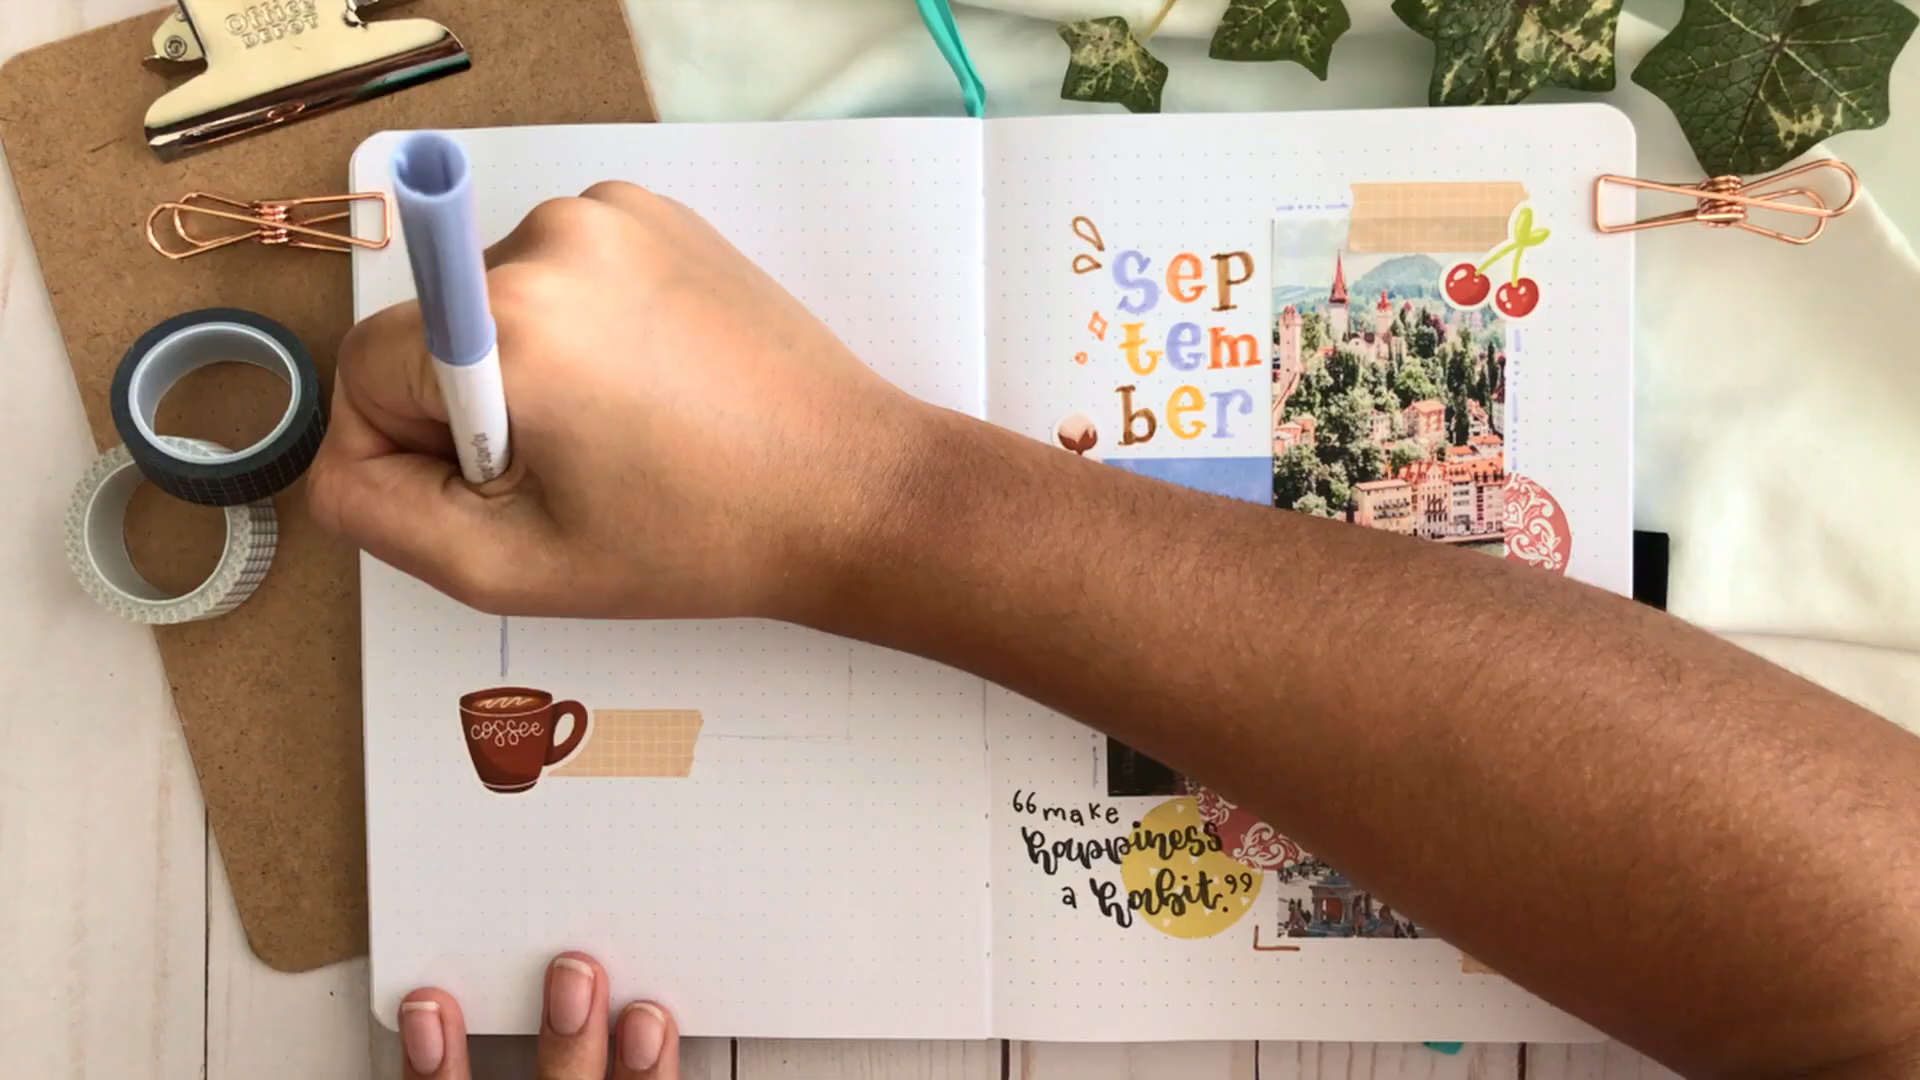 Office
DEPOT
sep
tem
ber
coffee
“make
happiness
a habit.”